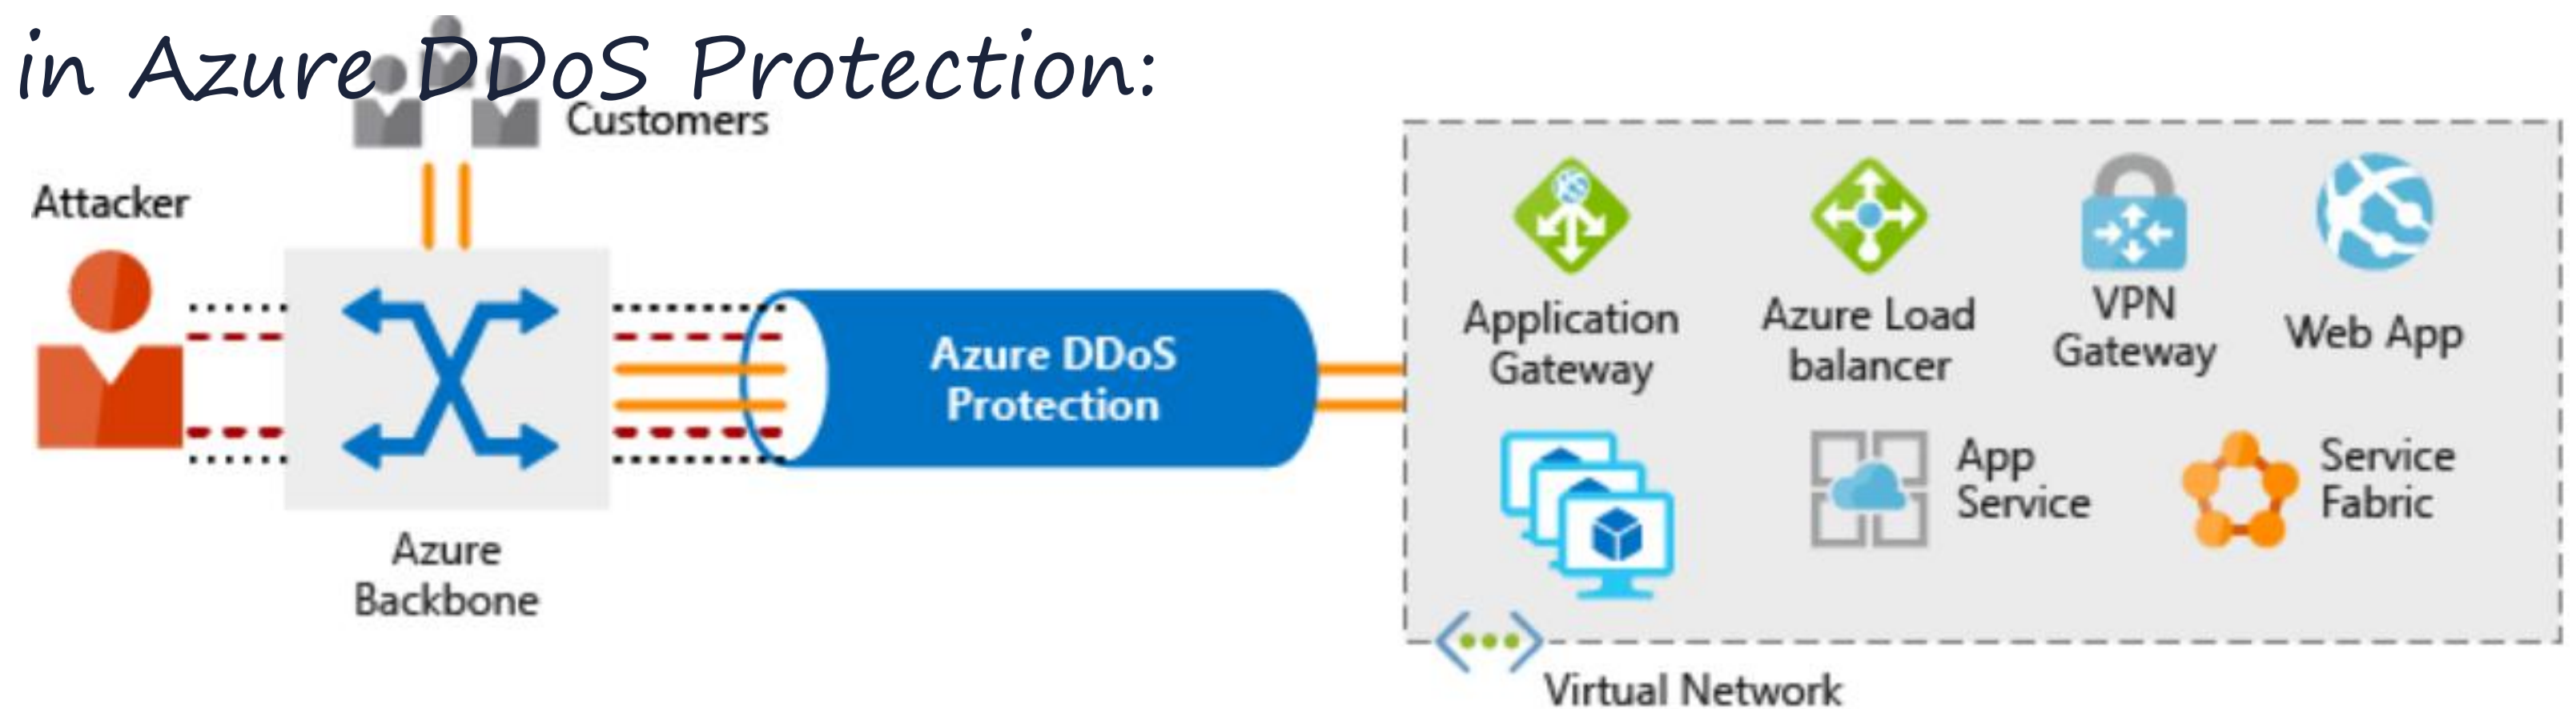 in Azure DDoS Protection:
Customers
Attacker
Azure
Backbone
Azure DDoS
Protection
Application
Gateway
Azure Load
balancer
VPN
Gateway
Web App
App
Service
Service
Fabric
Virtual Network